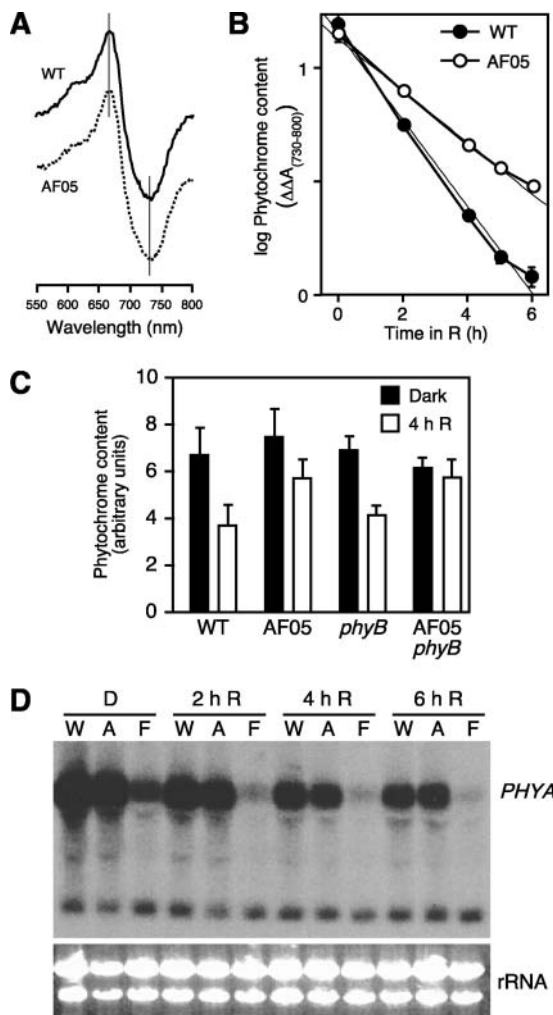 A
WT
AF05
550 600 650 700 750 800
Wavelength (nm)
B
WT
AF05
log Phytochrome content
(ΔΔA(730-800))
1
0 2 4 5 6
Time in R (h)
C
Phytochrome content
(arbitrary units)
10
8
6
4
2
0
Dark
4 h R
WT AF05 phyB AF05
phyB
D
D 2 h R 4 h R 6 h R
W A F W A F W A F W A F
PHYA
rRNA